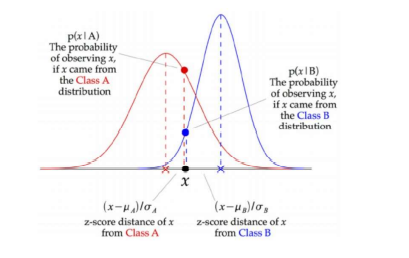 p(x | A)
The probability
of observing x,
if x came from
the Class A
distribution
p(x | B)
The probability
of observing x,
if x came from
the Class B
distribution
x
(x−μ_A)/σ_A
z-score distance of x
from Class A
(x−μ_B)/σ_B
z-score distance of x
from Class B